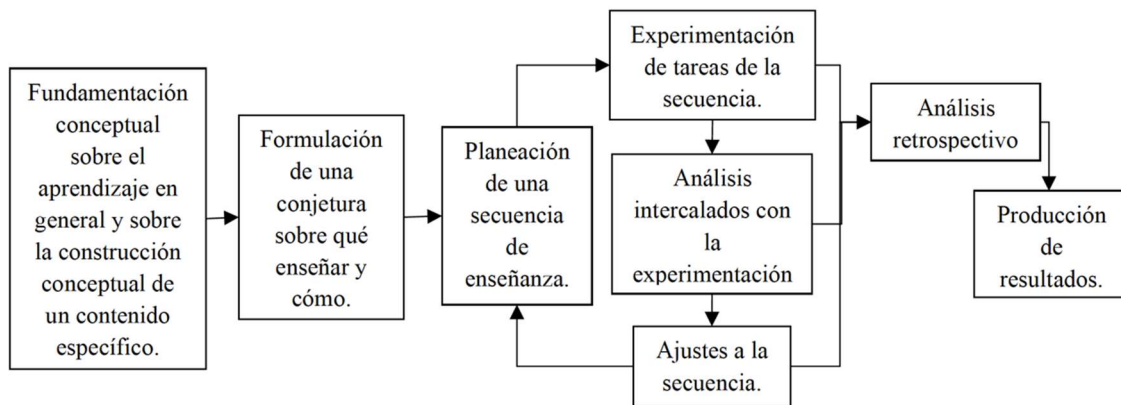 Fundamentación
conceptual
sobre el
aprendizaje en
general y sobre
la construcción
conceptual de
un contenido
específico.
Formulación
de una
conjetura
sobre qué
enseñar y
cómo.
Planeación
de una
secuencia
de
enseñanza.
Experimentación
de tareas de la
secuencia.
Análisis
intercalados con
la
experimentación
Ajustes a la
secuencia.
Análisis
retrospectivo
Producción
de
resultados.